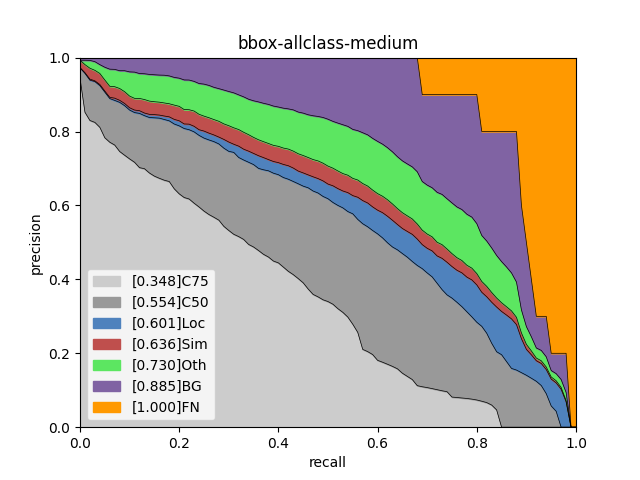 bbox-allclass-medium
1.0
0.8
0.6
0.4
0.2
0.0
precision
[0.348]C75
[0.554]C50
[0.601]Loc
[0.636]Sim
[0.730]Oth
[0.885]BG
[1.000]FN
0.0 0.2 0.4 0.6 0.8 1.0
recall